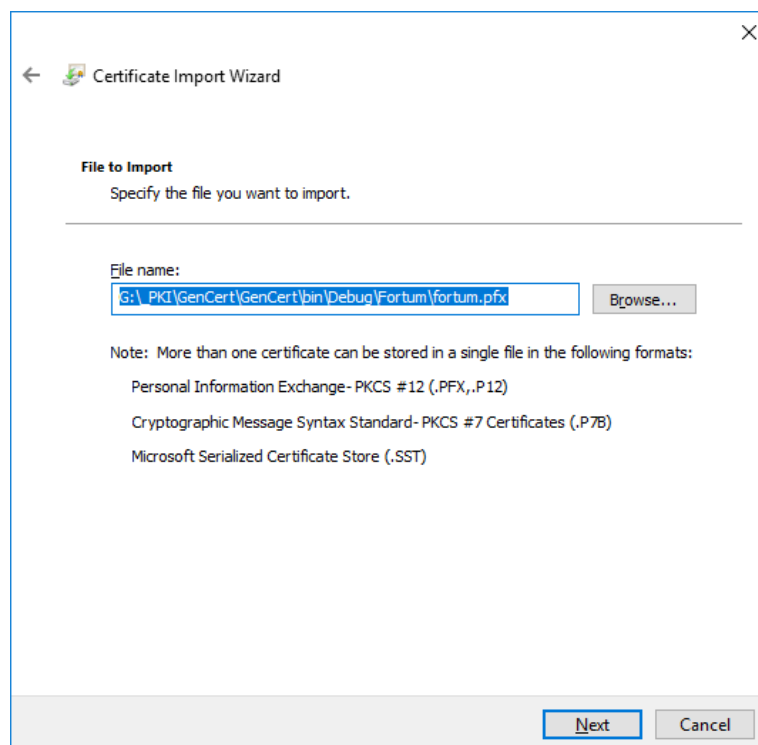 Certificate Import Wizard
File to Import
Specify the file you want to import.
File name:
G:\_PKI\GenCert\GenCert\bin\Debug\Fortum\fortum.pfx
Browse...
Note: More than one certificate can be stored in a single file in the following formats:
Personal Information Exchange- PKCS #12 (.PFX,.P12)
Cryptographic Message Syntax Standard- PKCS #7 Certificates (.P7B)
Microsoft Serialized Certificate Store (.SST)
Next
Cancel